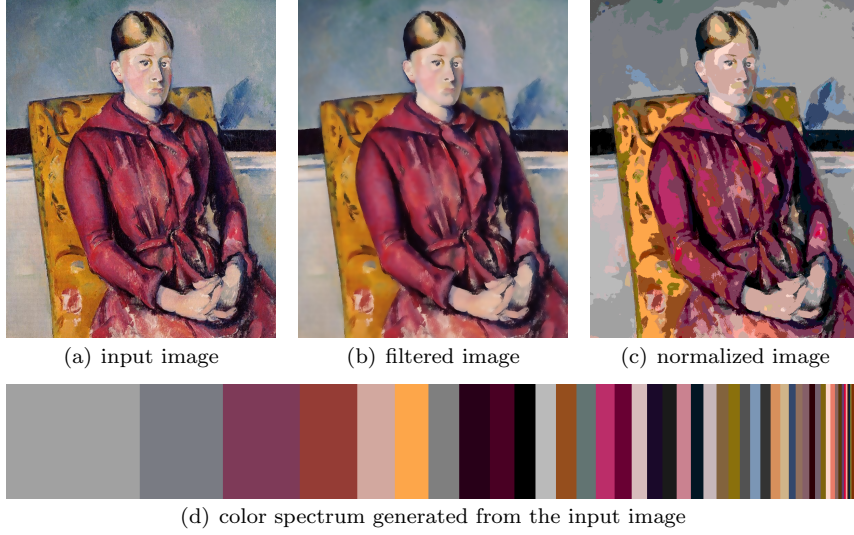 (a) input image
(b) filtered image
(c) normalized image
(d) color spectrum generated from the input image